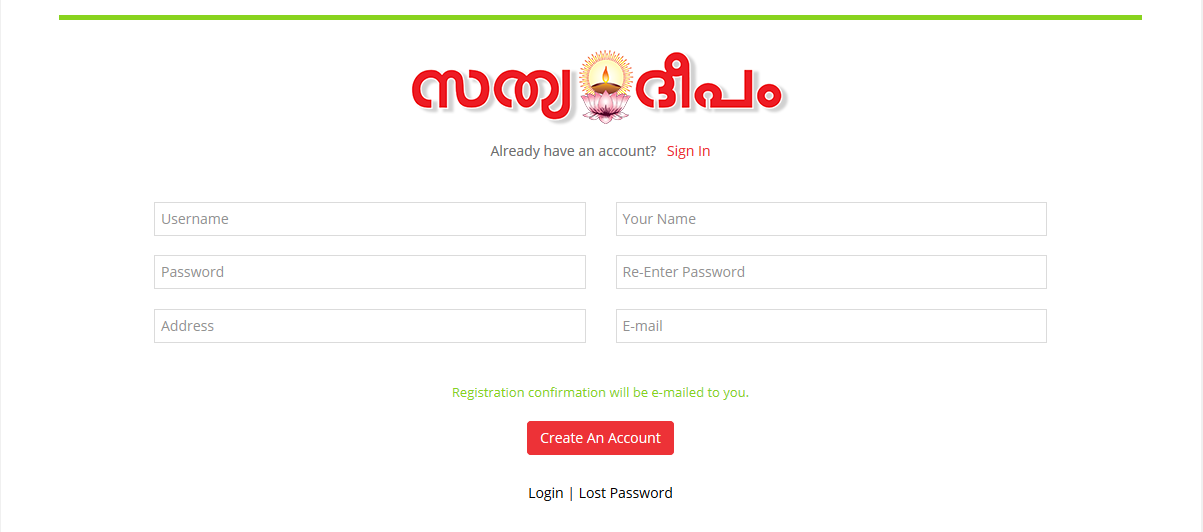 സത്യ ദീപം
Already have an account? Sign In
Username
Your Name
Password
Re-Enter Password
Address
E-mail
Registration confirmation will be e-mailed to you.
Create An Account
Login | Lost Password